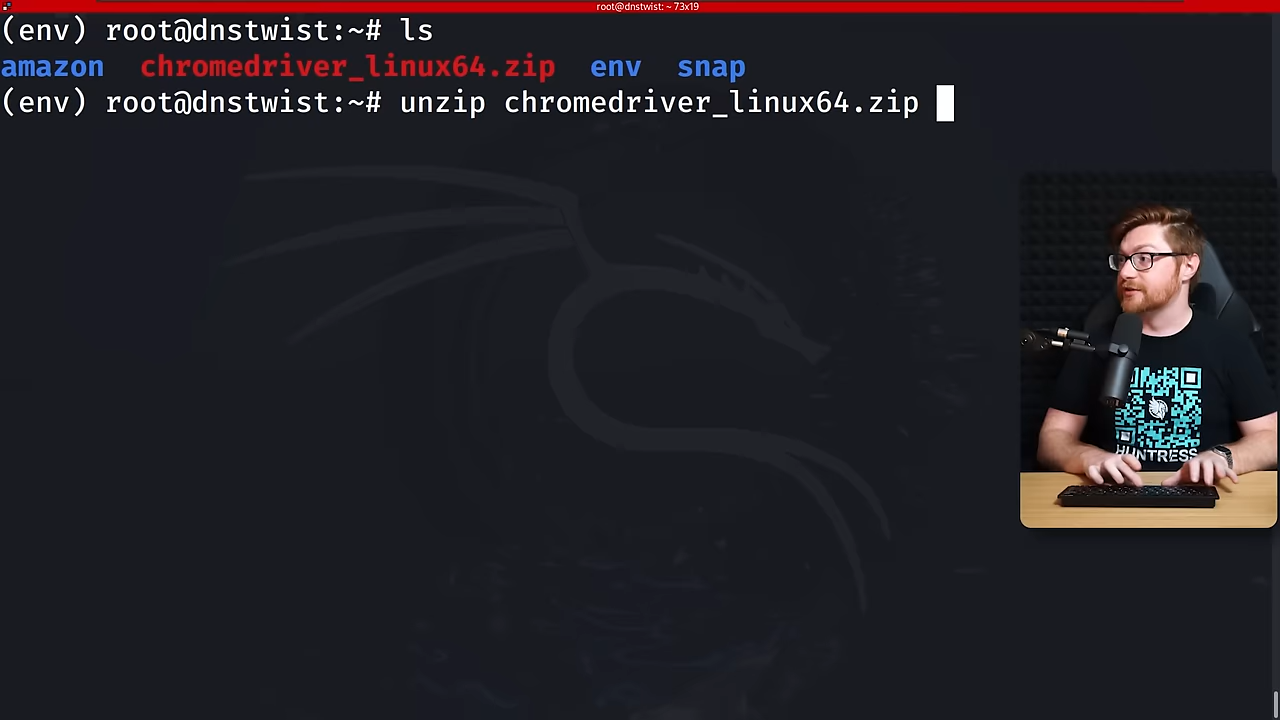 root@dnstwist: ~ 73x19
(env) root@dnstwist:~# ls
amazon  chromedriver_linux64.zip  env  snap
(env) root@dnstwist:~# unzip chromedriver_linux64.zip
HUNTRESS